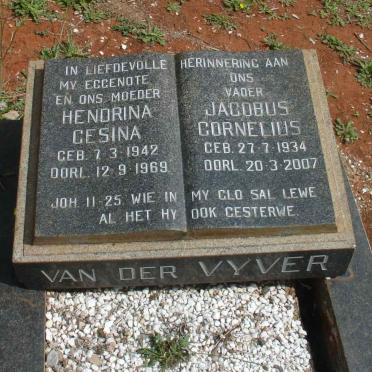 IN LIEFDEVOLLE HERINNERING AAN
MY EGGENOTE
EN ONS MOEDER
HENDRINA
GESINA
GEB. 7.3.1942
OORL. 12.9.1969
ONS
VADER
JACOBUS
CORNELIUS
GEB. 27.7.1934
OORL. 20.3.2007
JOH. 11:25. WIE IN MY GLO SAL LEWE
AL HET HY OOK GESTERWE
VAN DER VYVER